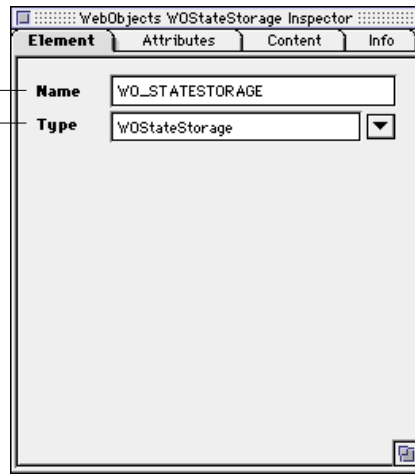 WebObjects WOStateStorage Inspector
Element Attributes Content Info
Name WO_STATESTORAGE
Type WOStateStorage